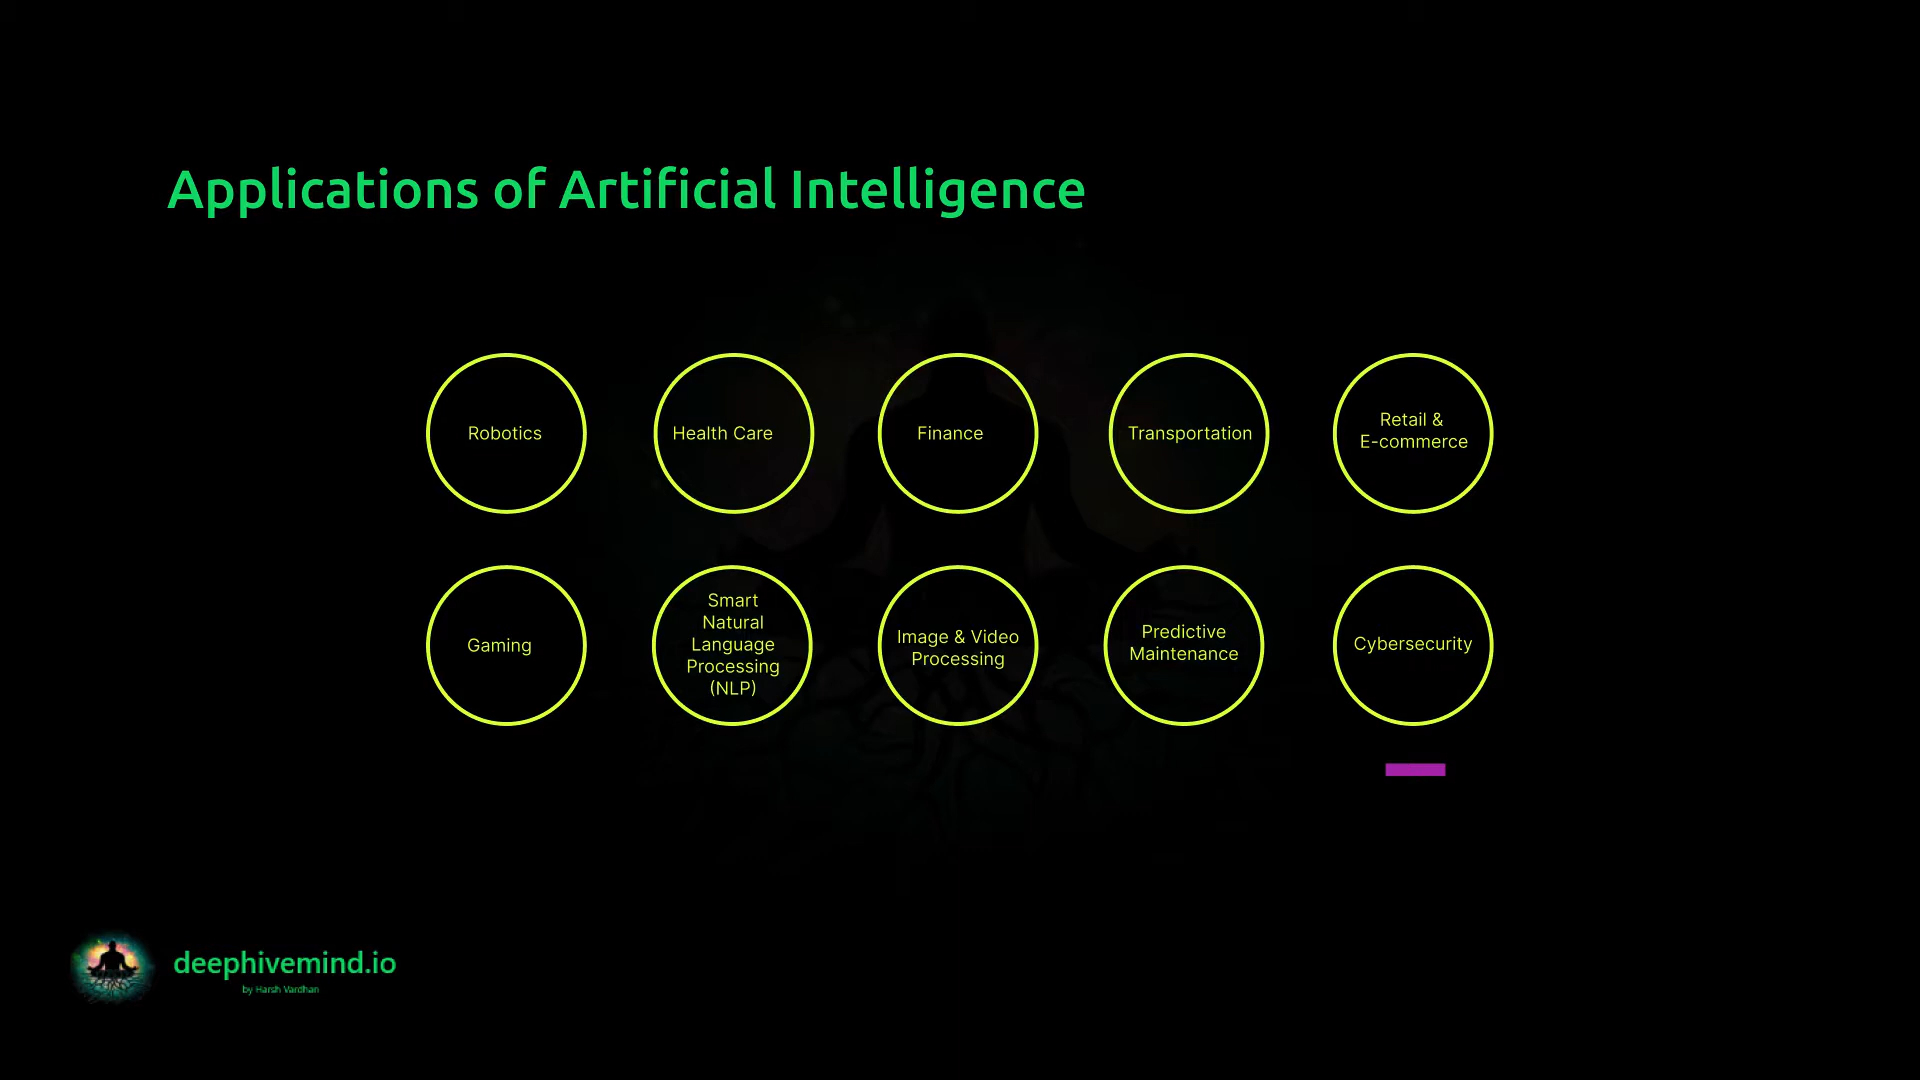 Applications of Artificial Intelligence
Robotics
Health Care
Finance
Transportation
Retail &
E-commerce
Gaming
Smart
Natural
Language
Processing
(NLP)
Image & Video
Processing
Predictive
Maintenance
Cybersecurity
deephivemind.io
by Harsh Vardhan